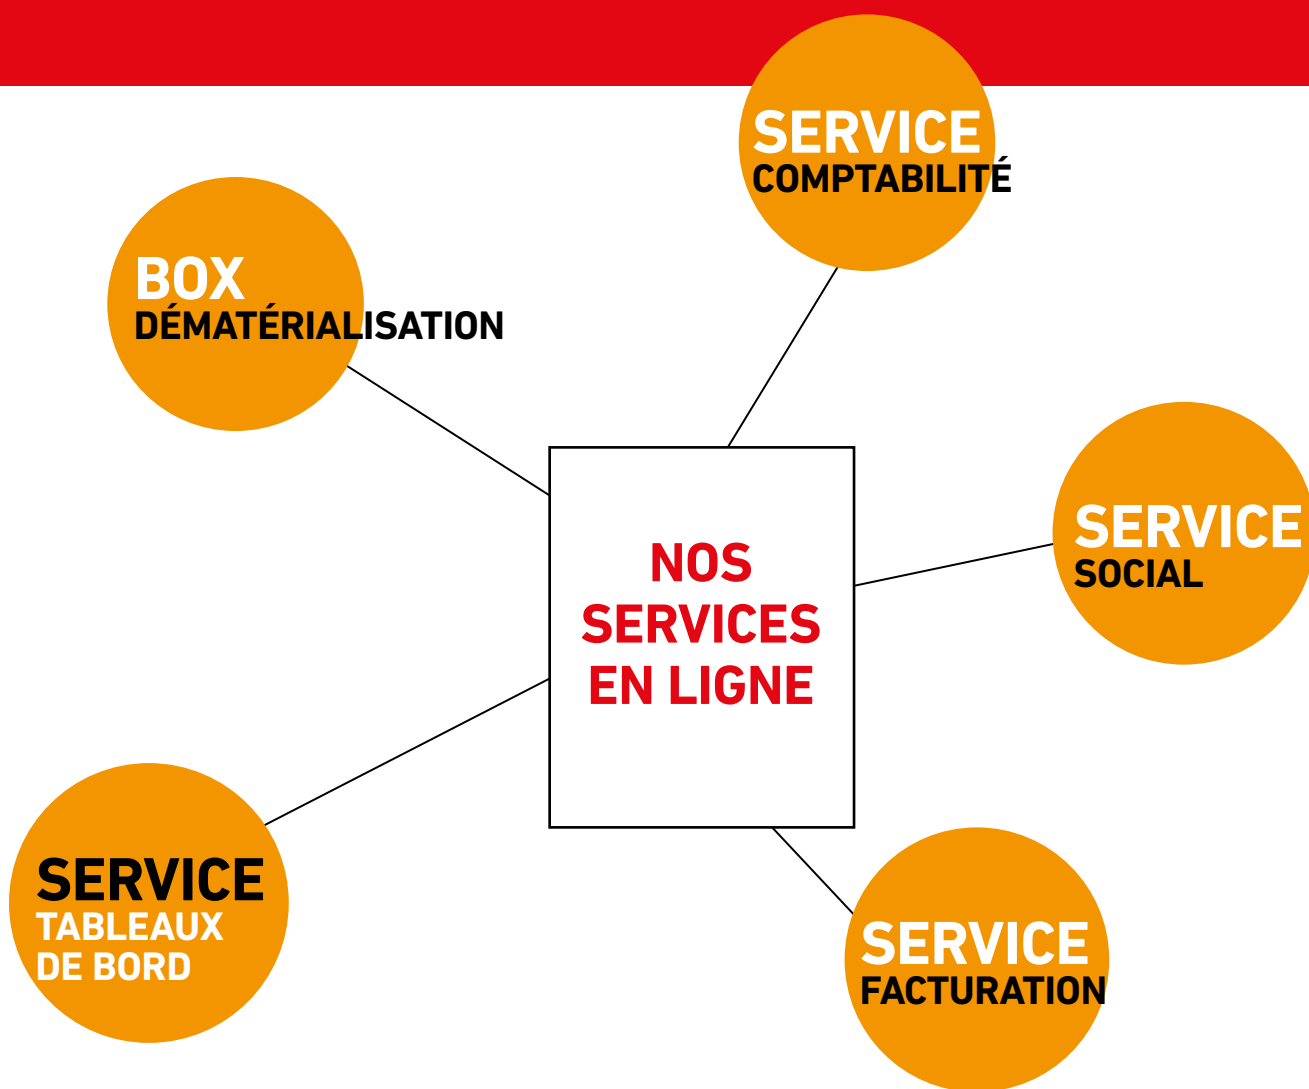 SERVICE
COMPTABILITÉ
BOX
DÉMATÉRIALISATION
SERVICE
SOCIAL
NOS
SERVICES
EN LIGNE
SERVICE
TABLEAUX
DE BORD
SERVICE
FACTURATION